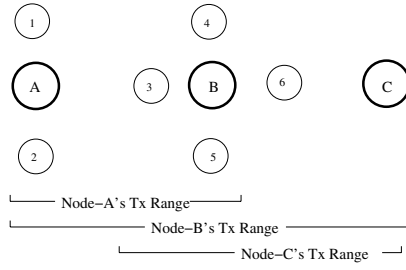 1 4
A 3 B 6 C
2 5
Node-A's Tx Range
Node-B's Tx Range
Node-C's Tx Range